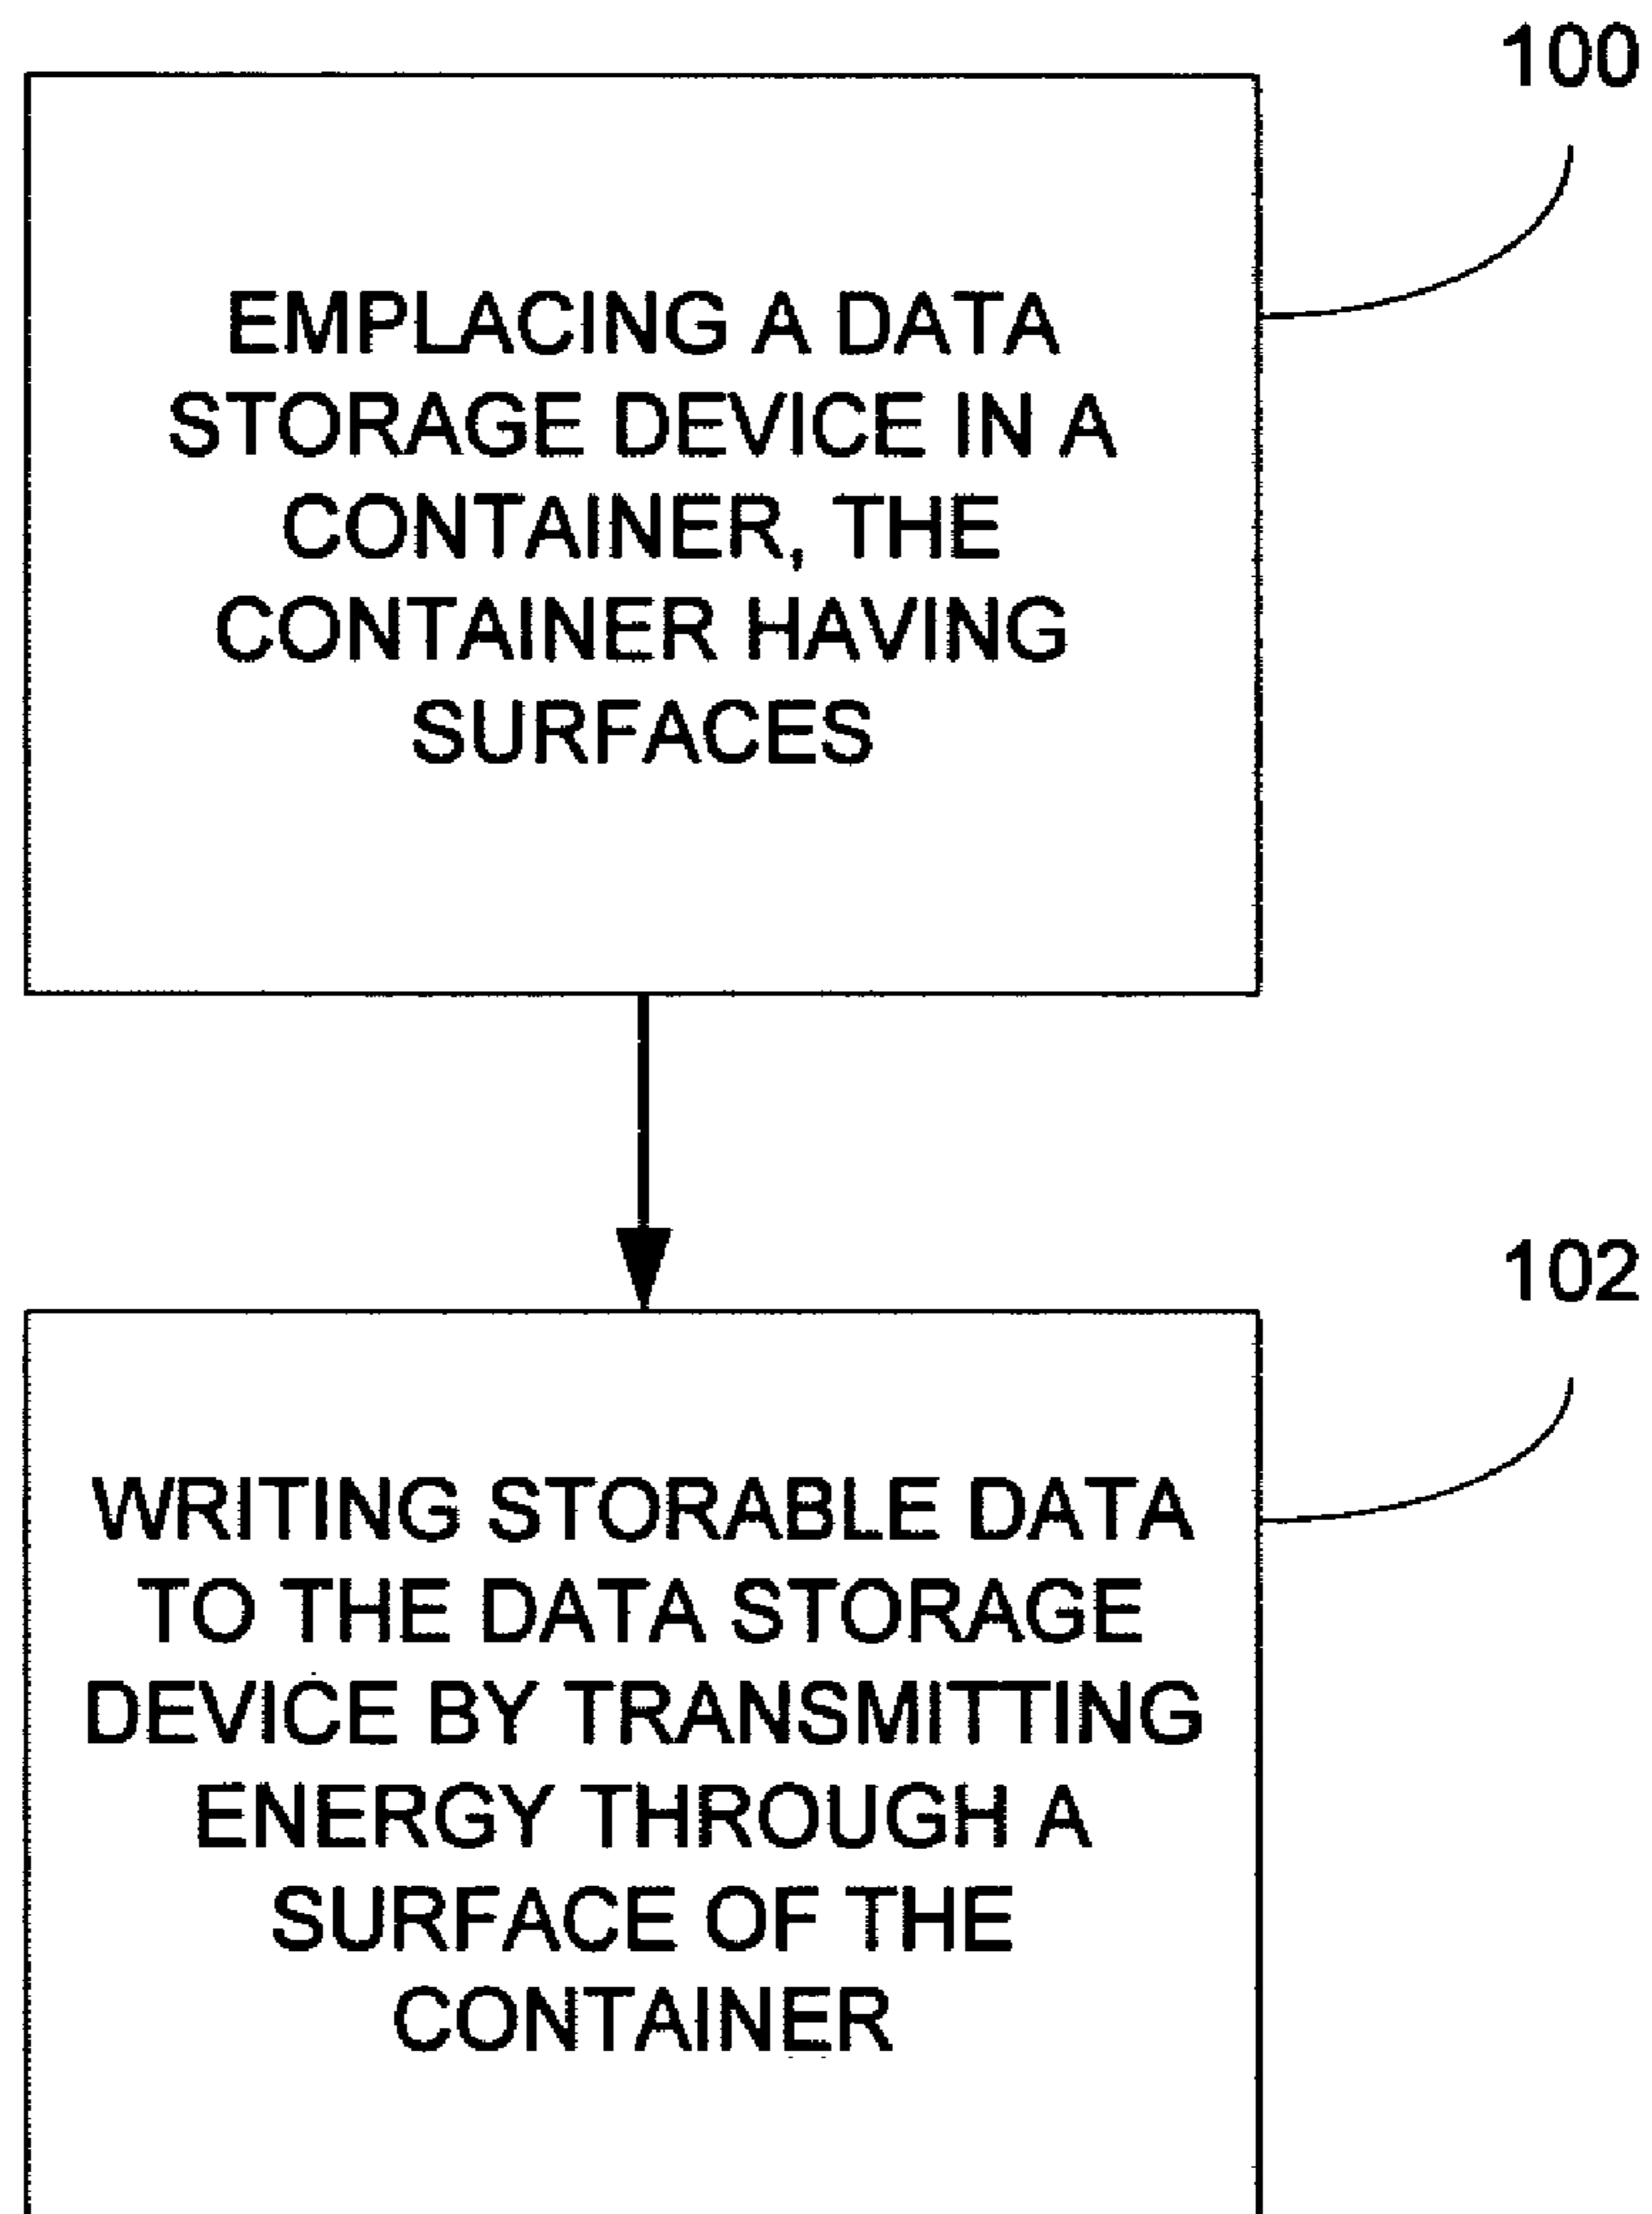 100
EMPLACING A DATA
STORAGE DEVICE IN A
CONTAINER, THE
CONTAINER HAVING
SURFACES
102
WRITING STORABLE DATA
TO THE DATA STORAGE
DEVICE BY TRANSMITTING
ENERGY THROUGH A
SURFACE OF THE
CONTAINER